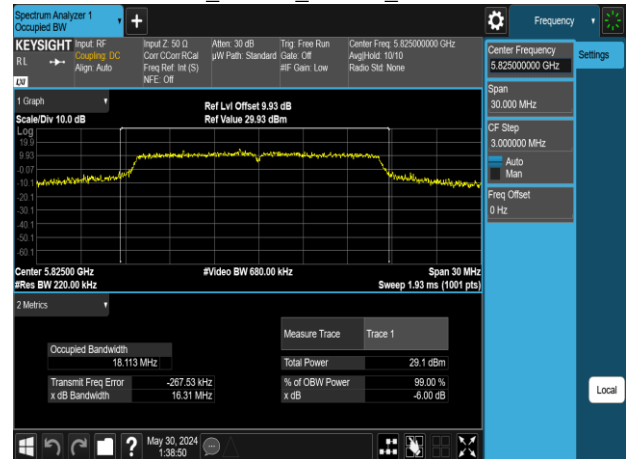 Spectrum Analyzer 1
Occupied BW
Frequency
KEYSIGHT
RL
LXI
Input: RF
Coupling: DC
Align: Auto
Input Z: 50 Ω
Corr CCorr RCal
Freq Ref: Int (S)
NFE: Off
Atten: 30 dB
µW Path: Standard
Trig: Free Run
Gate: Off
#IF Gain: Low
Center Freq: 5.825000000 GHz
Avg|Hold: 10/10
Radio Std: None
1 Graph
Scale/Div 10.0 dB
Ref Lvl Offset 9.93 dB
Ref Value 29.93 dBm
Log
19.9
9.93
-0.07
-10.1
-20.1
-30.1
-40.1
-50.1
-60.1
Center 5.82500 GHz
#Res BW 220.00 kHz
#Video BW 680.00 kHz
Span 30 MHz
Sweep 1.93 ms (1001 pts)
2 Metrics
Measure Trace Trace 1
Occupied Bandwidth
18.113 MHz
Total Power 29.1 dBm
Transmit Freq Error -267.53 kHz
% of OBW Power 99.00 %
x dB Bandwidth 16.31 MHz
x dB -6.00 dB
Center Frequency
5.825000000 GHz
Settings
Span
30.000 MHz
CF Step
3.000000 MHz
Auto
Man
Freq Offset
0 Hz
Local
?
May 30, 2024
1:38:50